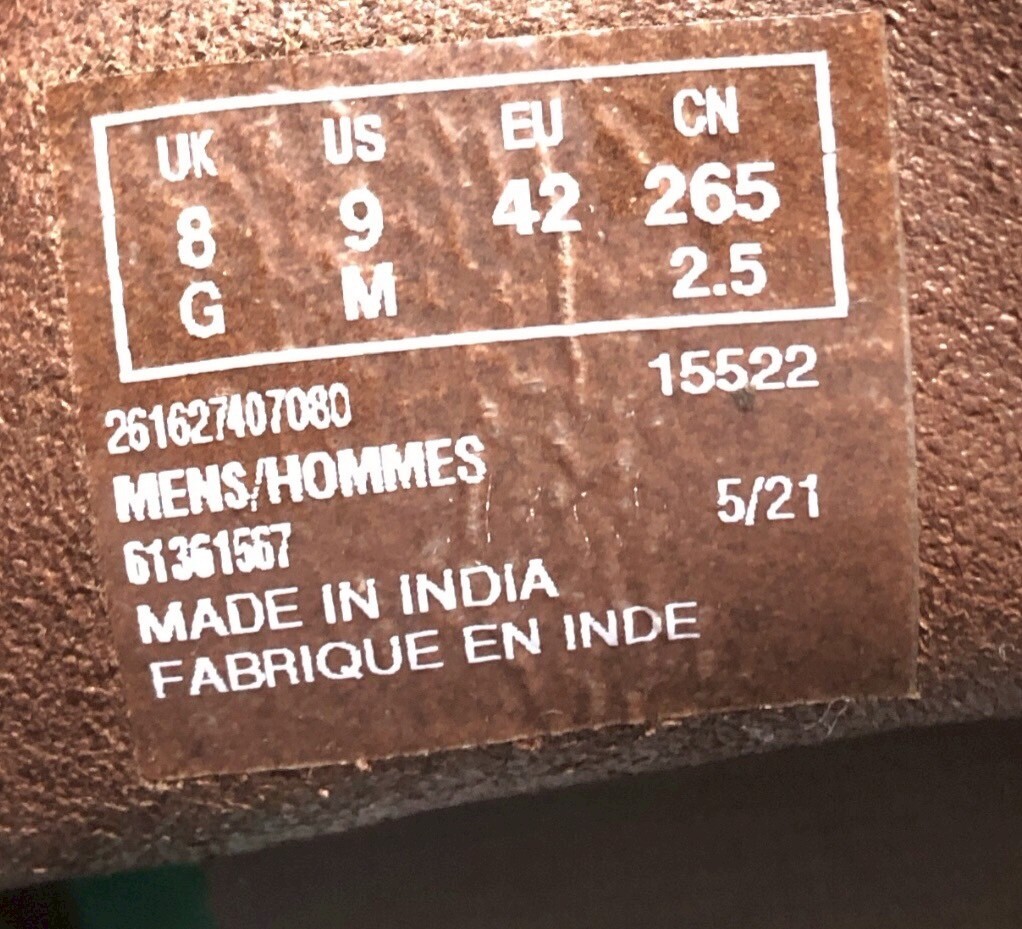 UK US EU CN
8 9 42 265
G M 2.5
15522
261627407080
MENS/HOMMES
5/21
61361567
MADE IN INDIA
FABRIQUE EN INDE